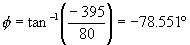 ϕ = tan⁻¹(−395/80) = −78.551°